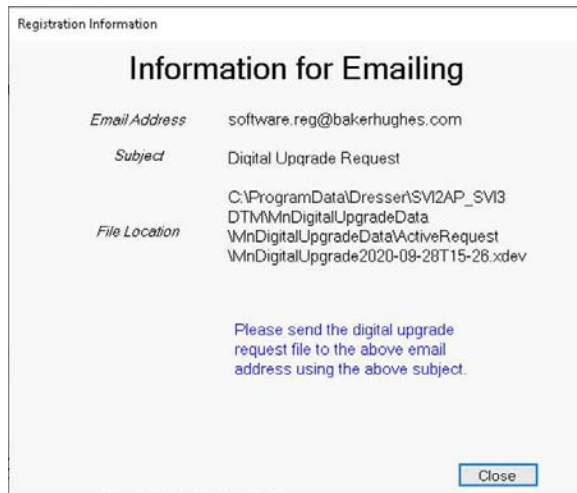 Registration Information
Information for Emailing
Email Address software.reg@bakerhughes.com
Subject Digital Upgrade Request
File Location C:\ProgramData\Dresser\SVI2AP_SVI3
DTM\MnDigitalUpgradeData
\MnDigitalUpgradeData\ActiveRequest
\MnDigitalUpgrade2020-09-28T15-26.xdev
Please send the digital upgrade
request file to the above email
address using the above subject.
Close